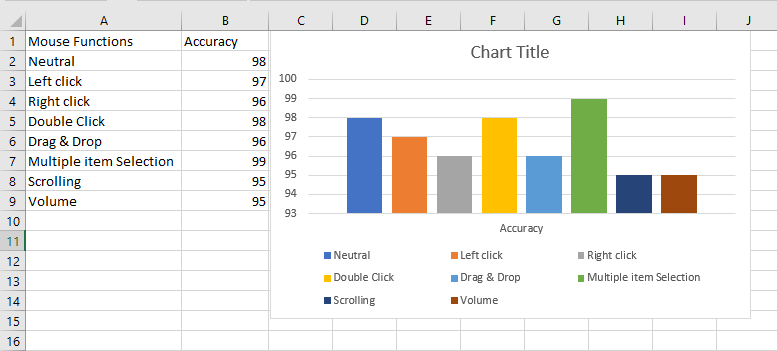 A B C D E F G H I J
1 Mouse Functions Accuracy
2 Neutral 98
3 Left click 97
4 Right click 96
5 Double Click 98
6 Drag & Drop 96
7 Multiple item Selection 99
8 Scrolling 95
9 Volume 95
10
11
12
13
14
15
16
Chart Title
100
99
98
97
96
95
94
93
Accuracy
Neutral Left click Right click
Double Click Drag & Drop Multiple item Selection
Scrolling Volume